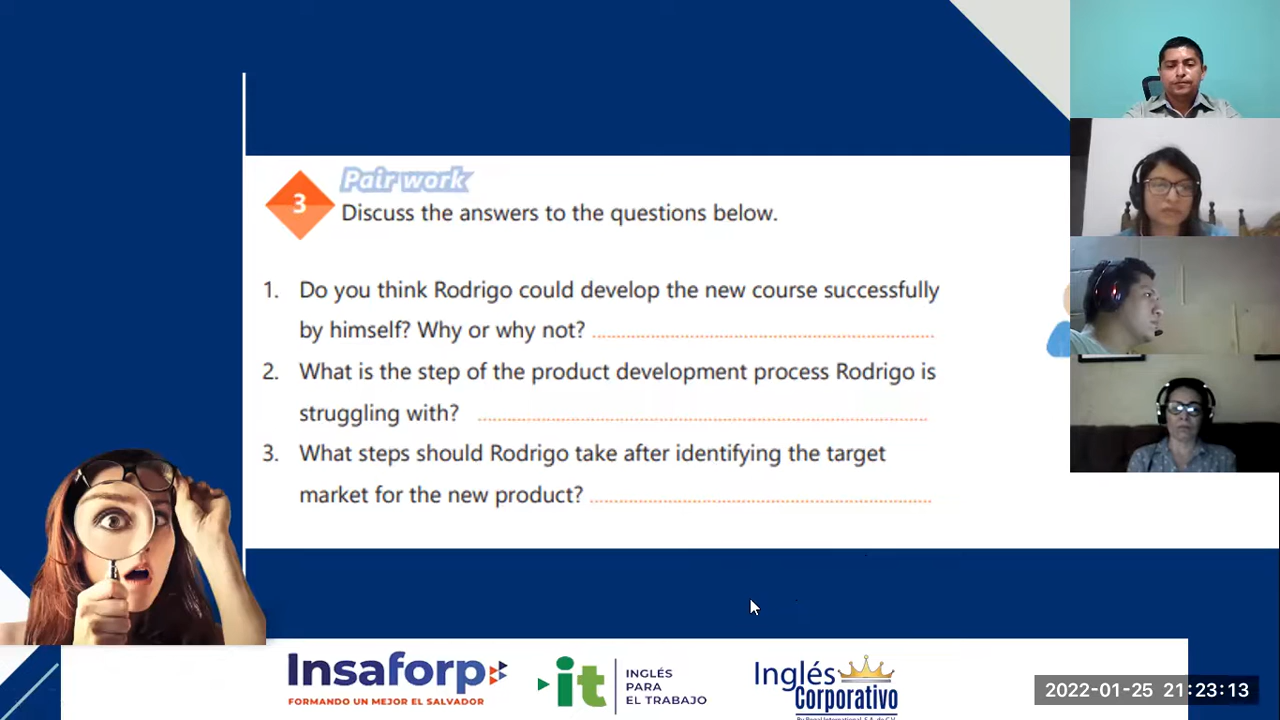 Pair work
3
Discuss the answers to the questions below.
1. Do you think Rodrigo could develop the new course successfully
by himself? Why or why not?
2. What is the step of the product development process Rodrigo is
struggling with?
3. What steps should Rodrigo take after identifying the target
market for the new product?
Insaforp
FORMANDO UN MEJOR EL SALVADOR
it
INGLÉS
PARA
EL TRABAJO
Inglés
Corporativo
2022-01-25 21:23:13